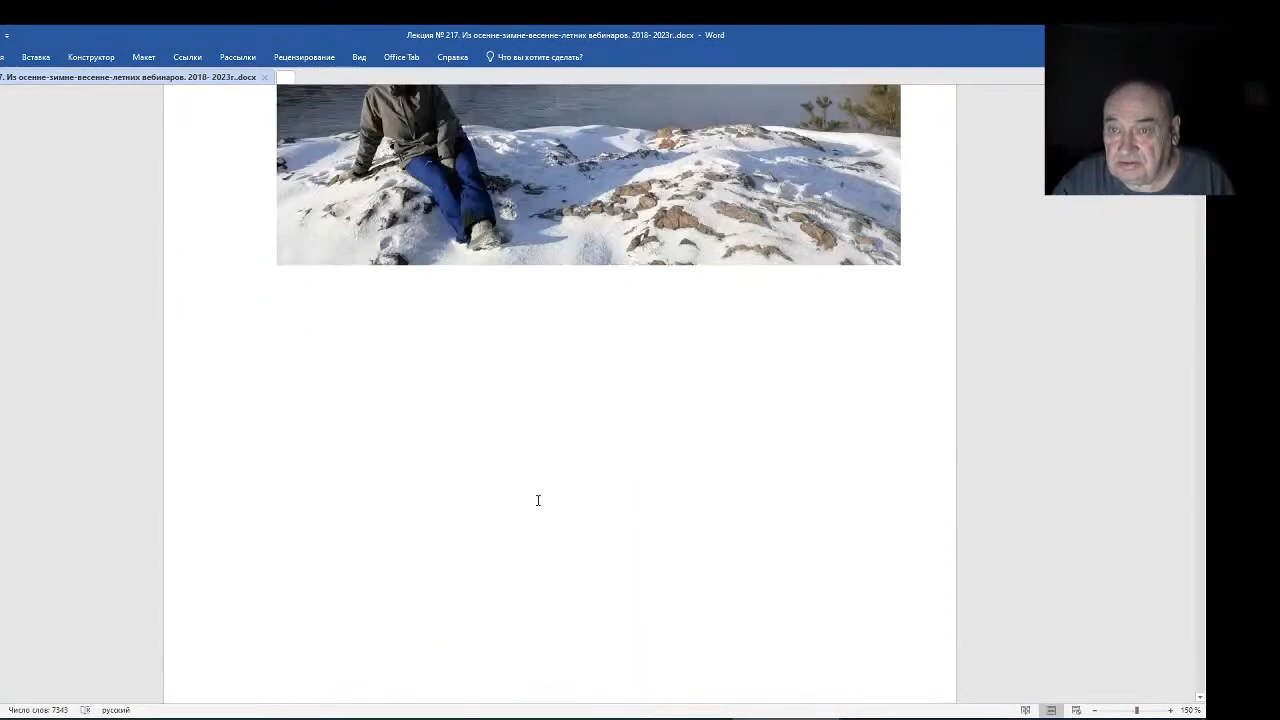 Лекция № 217. Из осенне-зимне-весенне-летних вебинаров. 2018- 2023г..docx - Word
Вставка Конструктор Макет Ссылки Рассылки Рецензирование Вид Office Tab Справка Что вы хотите сделать?
7. Из осенне-зимне-весенне-летних вебинаров. 2018- 2023г..docx
Число слов: 7343 русский 150 %